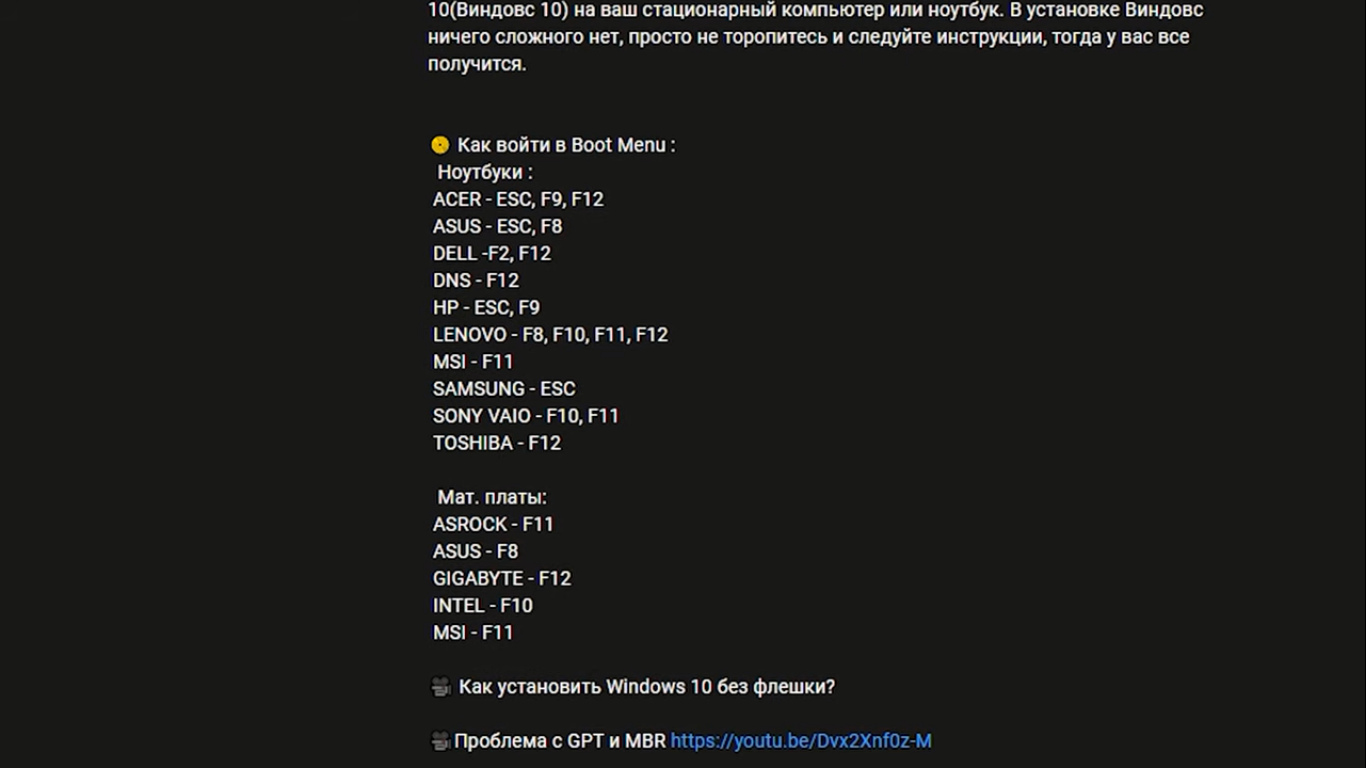 10(Виндовс 10) на ваш стационарный компьютер или ноутбук. В установке Виндовс
ничего сложного нет, просто не торопитесь и следуйте инструкции, тогда у вас все
получится.
Как войти в Boot Menu :
Ноутбуки :
ACER - ESC, F9, F12
ASUS - ESC, F8
DELL -F2, F12
DNS - F12
HP - ESC, F9
LENOVO - F8, F10, F11, F12
MSI - F11
SAMSUNG - ESC
SONY VAIO - F10, F11
TOSHIBA - F12
Мат. платы:
ASROCK - F11
ASUS - F8
GIGABYTE - F12
INTEL - F10
MSI - F11
Как установить Windows 10 без флешки?
Проблема с GPT и MBR https://youtu.be/Dvx2Xnf0z-M